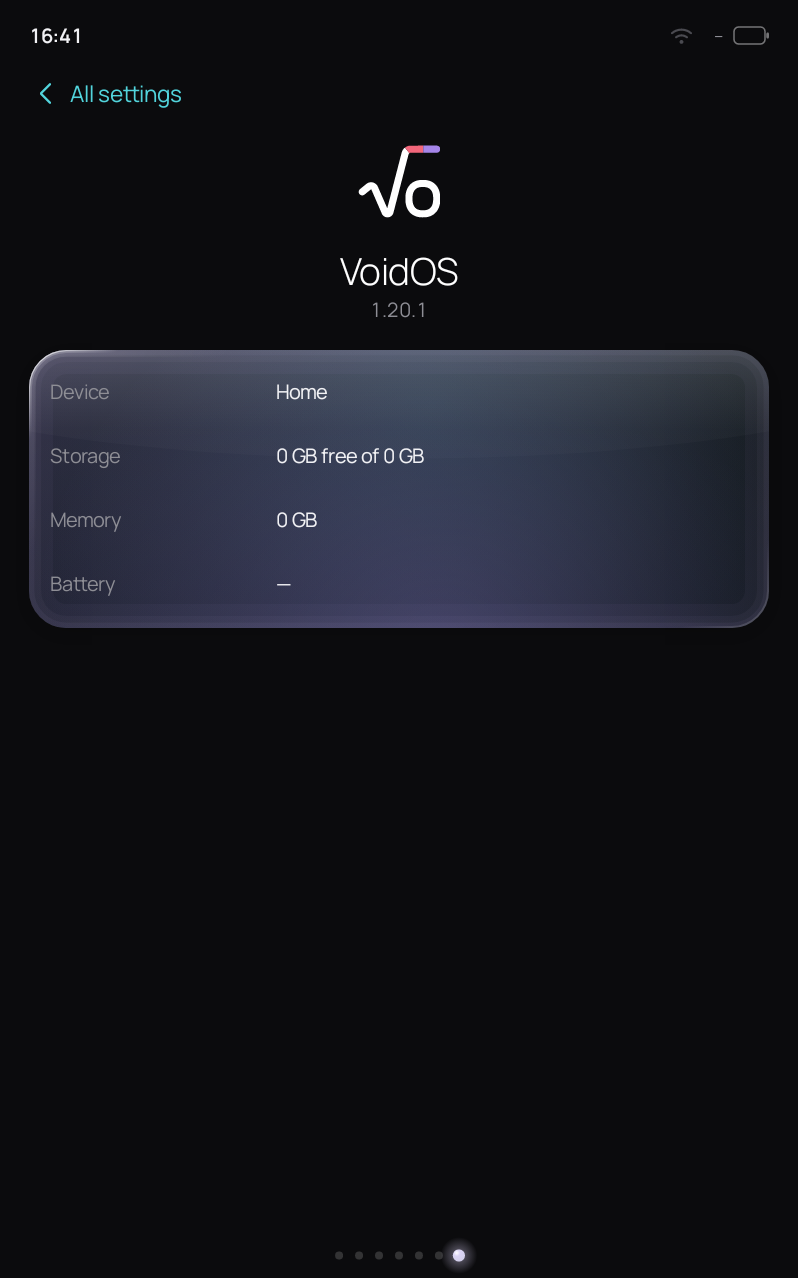 16:41
–
All settings
√o
VoidOS
1.20.1
Device Home
Storage 0 GB free of 0 GB
Memory 0 GB
Battery —